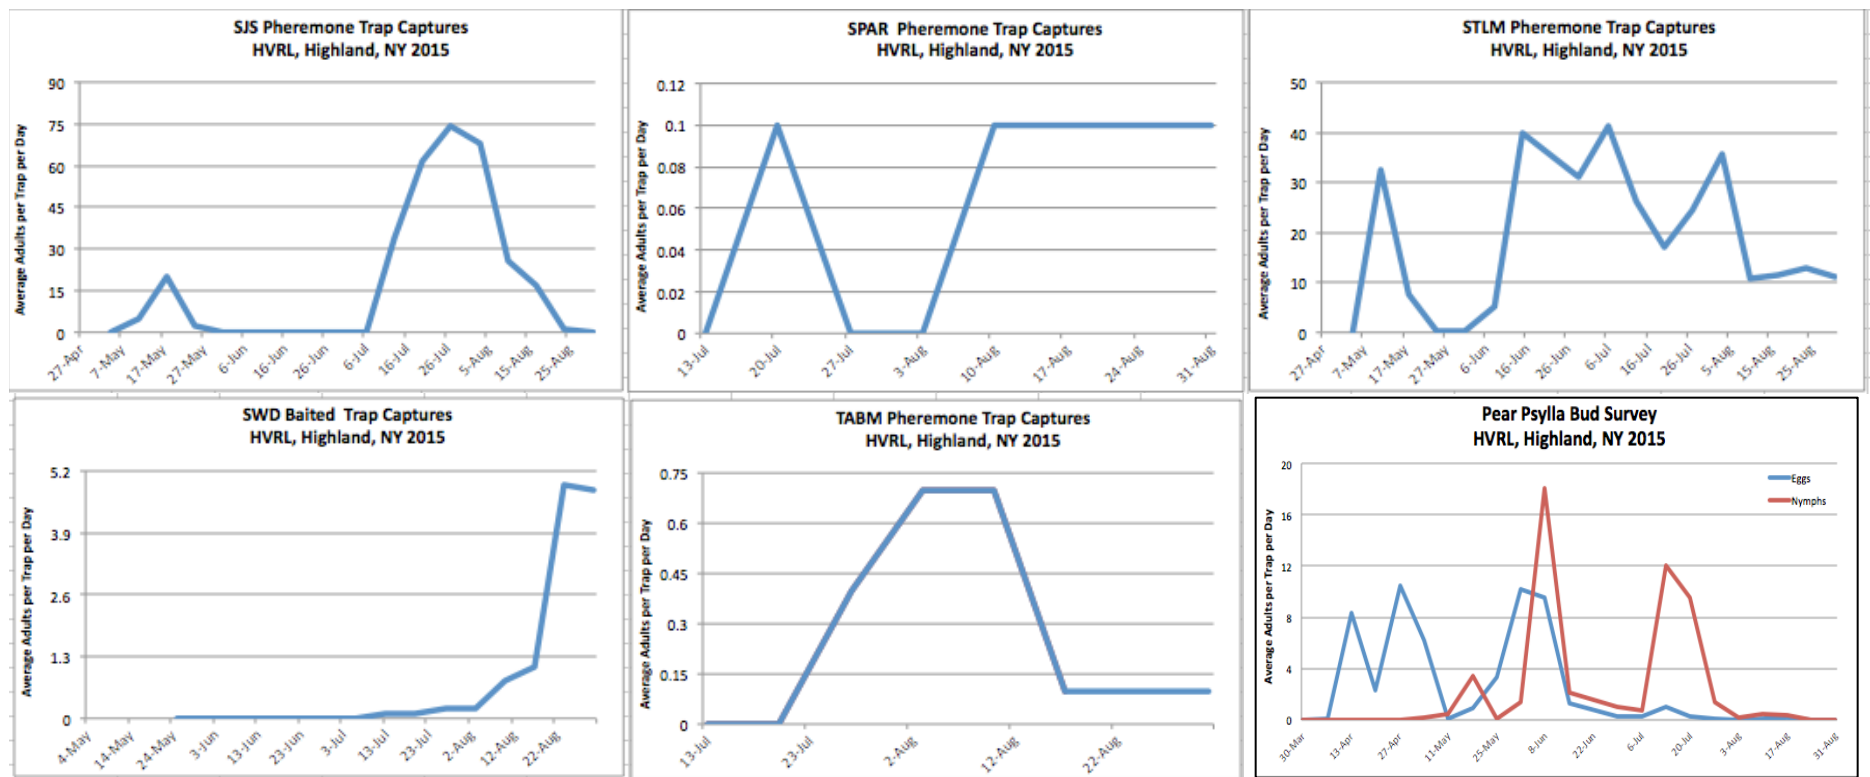 SJS Pheremone Trap Captures
HVRL, Highland, NY 2015
Average Adults per Trap per Day
90
75
60
45
30
15
0
27-Apr
7-May
17-May
27-May
6-Jun
16-Jun
26-Jun
6-Jul
16-Jul
26-Jul
5-Aug
15-Aug
25-Aug
SPAR Pheremone Trap Captures
HVRL, Highland, NY 2015
Average Adults per Trap per Day
0.12
0.1
0.08
0.06
0.04
0.02
0
13-Jul
20-Jul
27-Jul
3-Aug
10-Aug
17-Aug
24-Aug
31-Aug
STLM Pheremone Trap Captures
HVRL, Highland, NY 2015
Average Adults per Trap per Day
50
40
30
20
10
0
27-Apr
7-May
17-May
27-May
6-Jun
16-Jun
26-Jun
6-Jul
16-Jul
26-Jul
5-Aug
15-Aug
25-Aug
SWD Baited Trap Captures
HVRL, Highland, NY 2015
Average Adults per Trap per Day
5.2
3.9
2.6
1.3
0
4-May
14-May
24-May
3-Jun
13-Jun
23-Jun
3-Jul
13-Jul
23-Jul
2-Aug
12-Aug
22-Aug
TABM Pheremone Trap Captures
HVRL, Highland, NY 2015
Average Adults per Trap per Day
0.75
0.6
0.45
0.3
0.15
0
13-Jul
23-Jul
2-Aug
12-Aug
22-Aug
Pear Psylla Bud Survey
HVRL, Highland, NY 2015
Average Adults per Trap per Day
20
16
12
8
4
0
Eggs
Nymphs
30-Mar
13-Apr
27-Apr
11-May
25-May
8-Jun
22-Jun
6-Jul
20-Jul
3-Aug
17-Aug
31-Aug